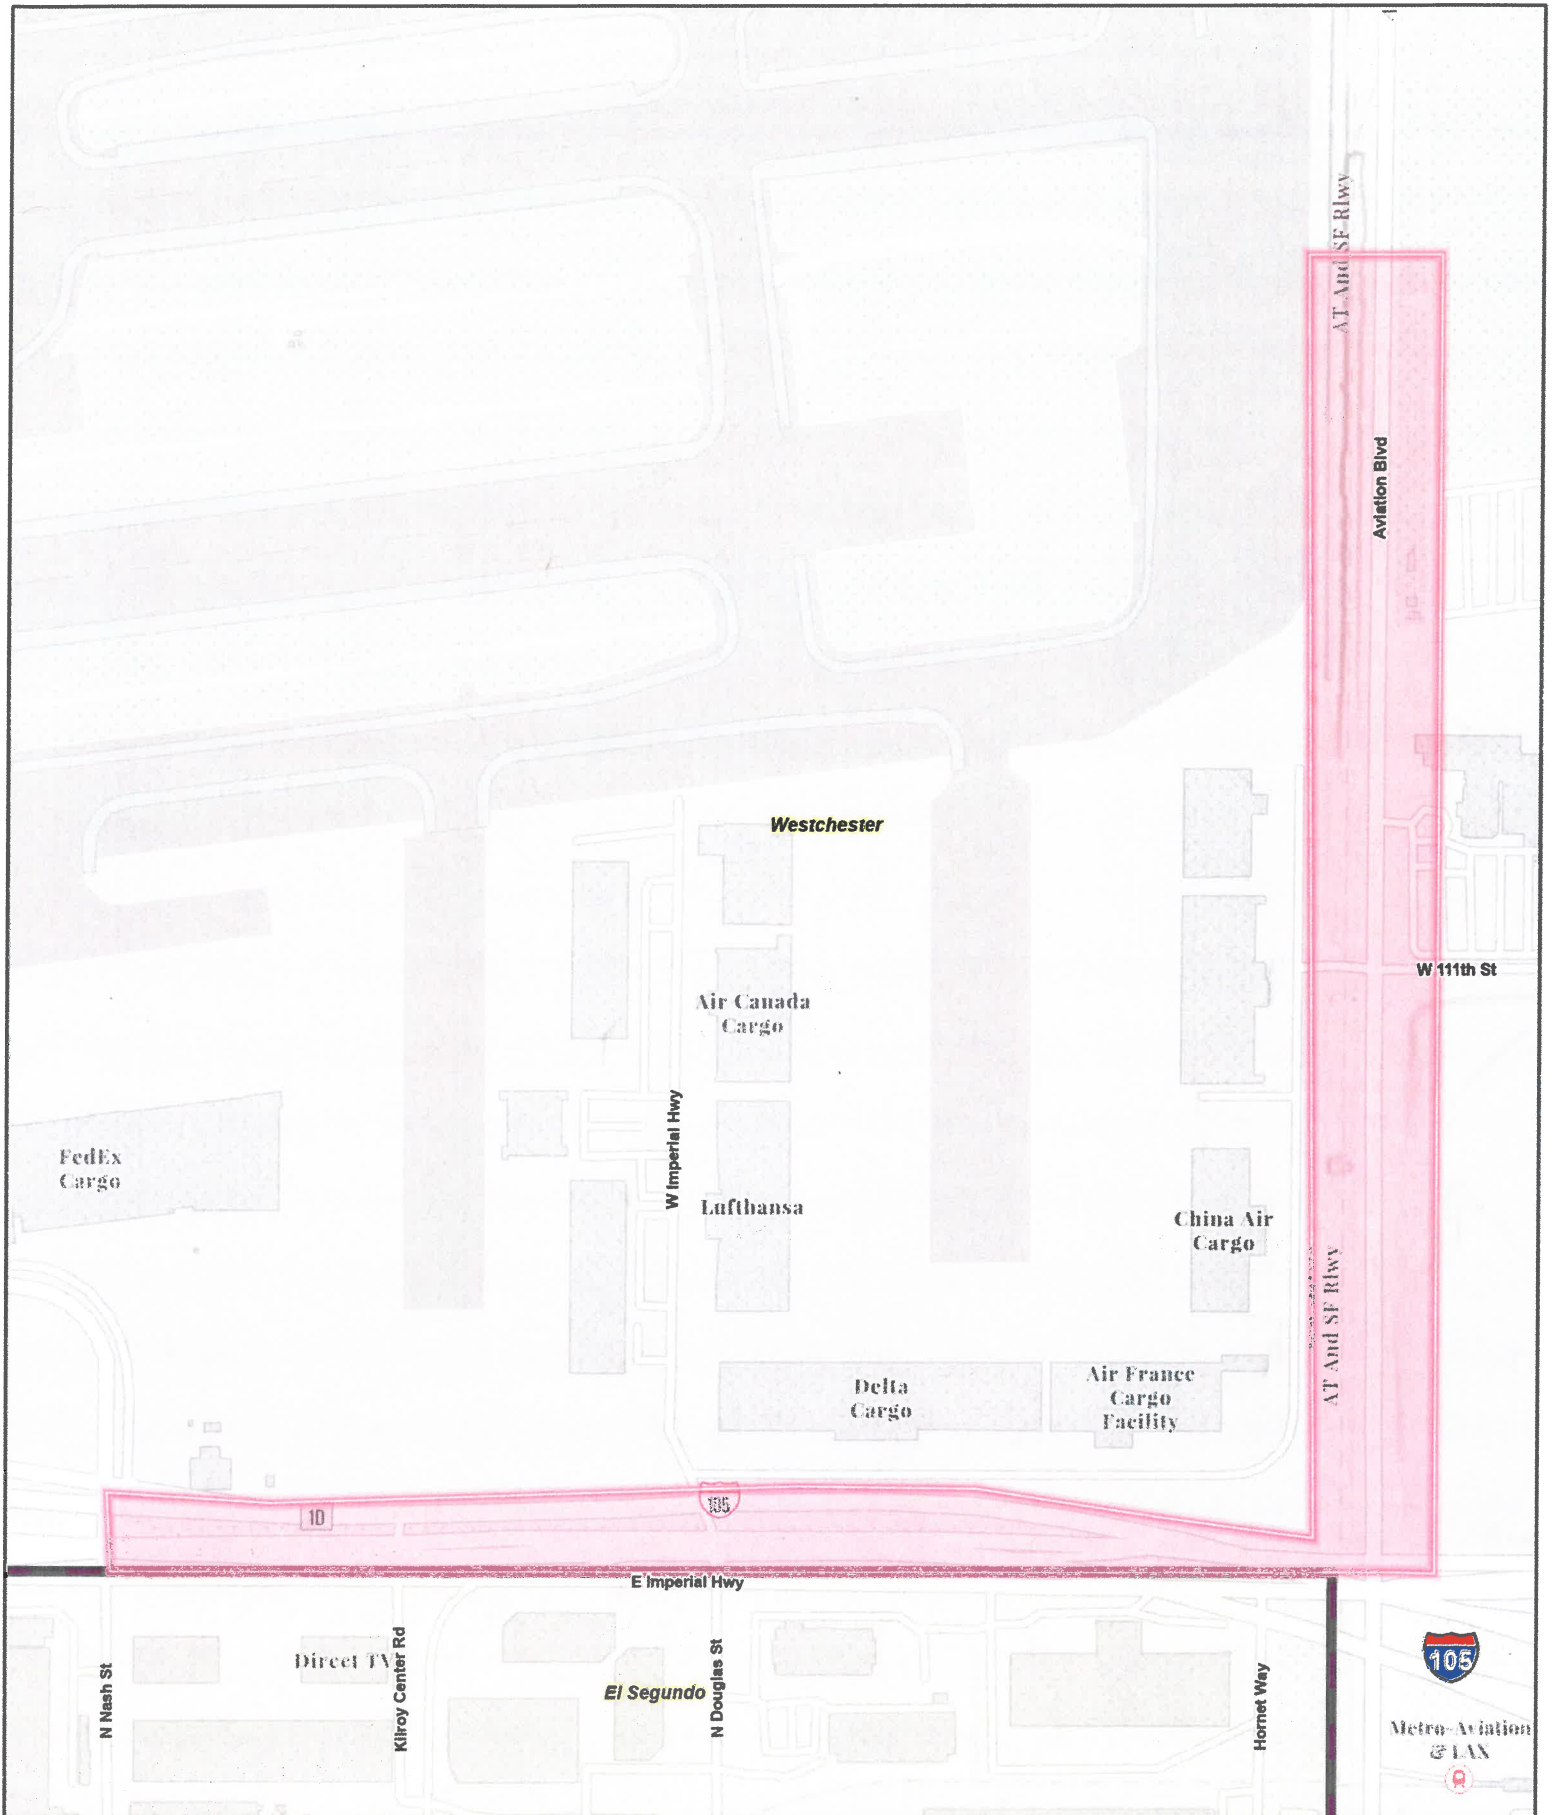 AT And SF Rlwy
Aviation Blvd
Westchester
W 111th St
Air Canada
Cargo
W Imperial Hwy
FedEx
Cargo
Lufthansa
China Air
Cargo
AT And SF Rlwy
Delta
Cargo
Air France
Cargo
Facility
1D
105
E Imperial Hwy
N Nash St
Direct TV
Kilroy Center Rd
El Segundo
N Douglas St
Hornet Way
105
Metro-Aviation
& LAX